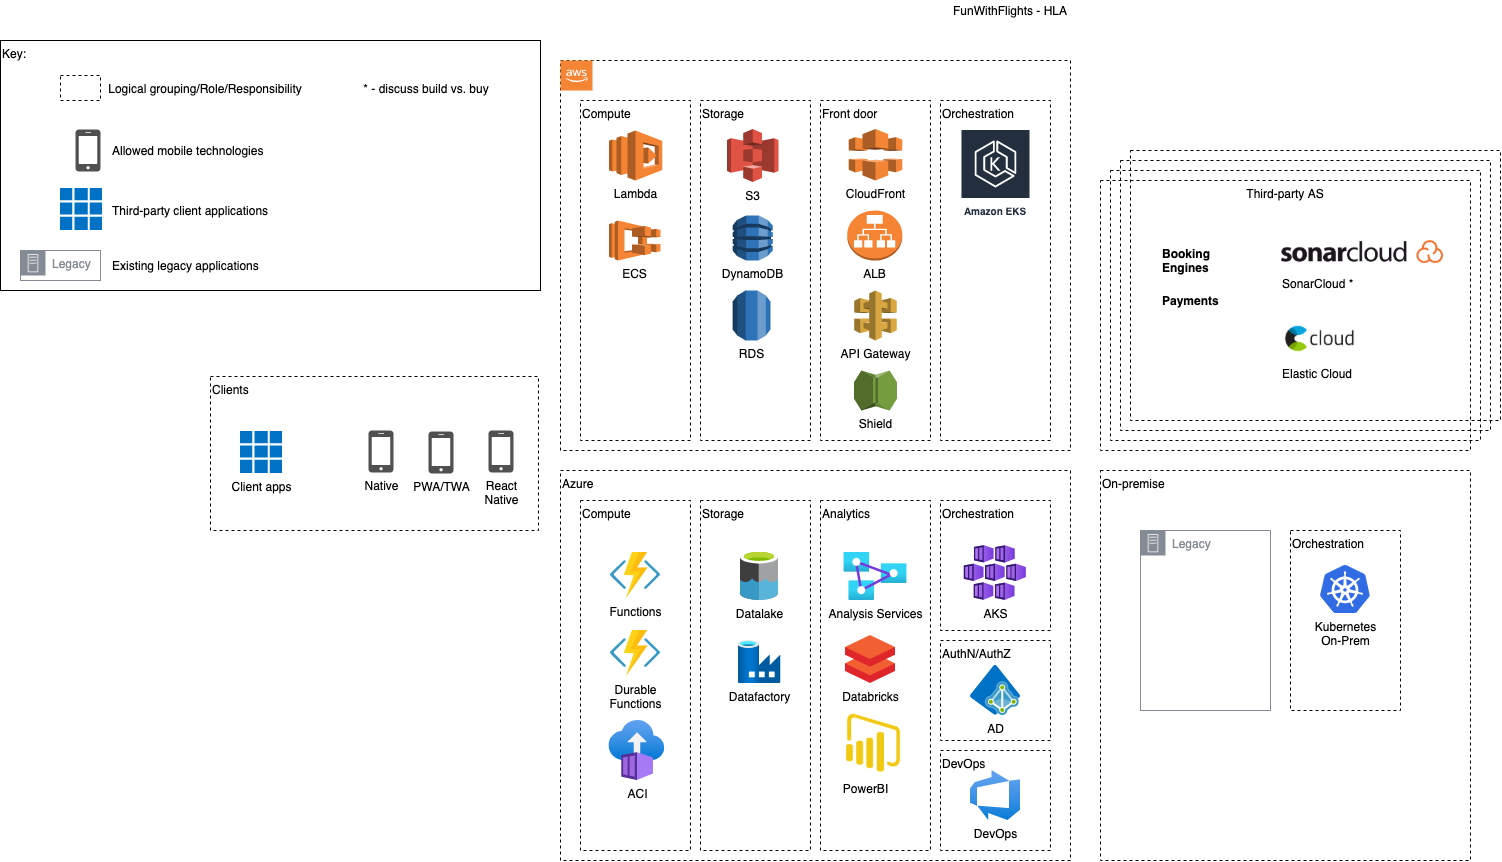 FunWithFlights - HLA
Key:
Logical grouping/Role/Responsibility
* - discuss build vs. buy
Allowed mobile technologies
Third-party client applications
Legacy
Existing legacy applications
Clients
Client apps
Native
PWA/TWA
React
Native
aws
Compute
Lambda
ECS
Storage
S3
DynamoDB
RDS
Front door
CloudFront
ALB
API Gateway
Shield
Orchestration
K
Amazon EKS
Third-party AS
Booking
Engines
Payments
sonarcloud
SonarCloud *
cloud
Elastic Cloud
Azure
Compute
Functions
Durable
Functions
ACI
Storage
Datalake
Datafactory
Analytics
Analysis Services
Databricks
PowerBI
Orchestration
AKS
AuthN/AuthZ
AD
DevOps
DevOps
On-premise
Legacy
Orchestration
Kubernetes
On-Prem